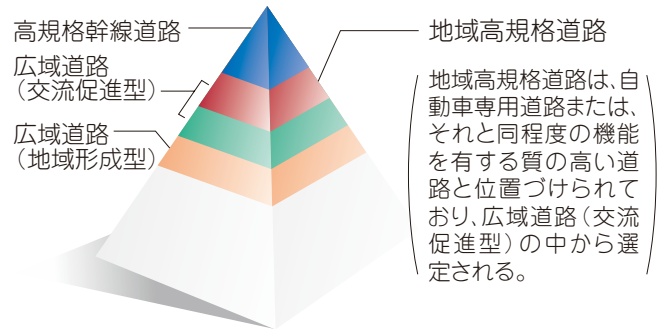 高規格幹線道路
広域道路
（交流促進型）
広域道路
（地域形成型）
地域高規格道路
地域高規格道路は、自
動車専用道路または、
それと同程度の機能
を有する質の高い道
路と位置づけられて
おり、広域道路（交流
促進型）の中から選
定される。